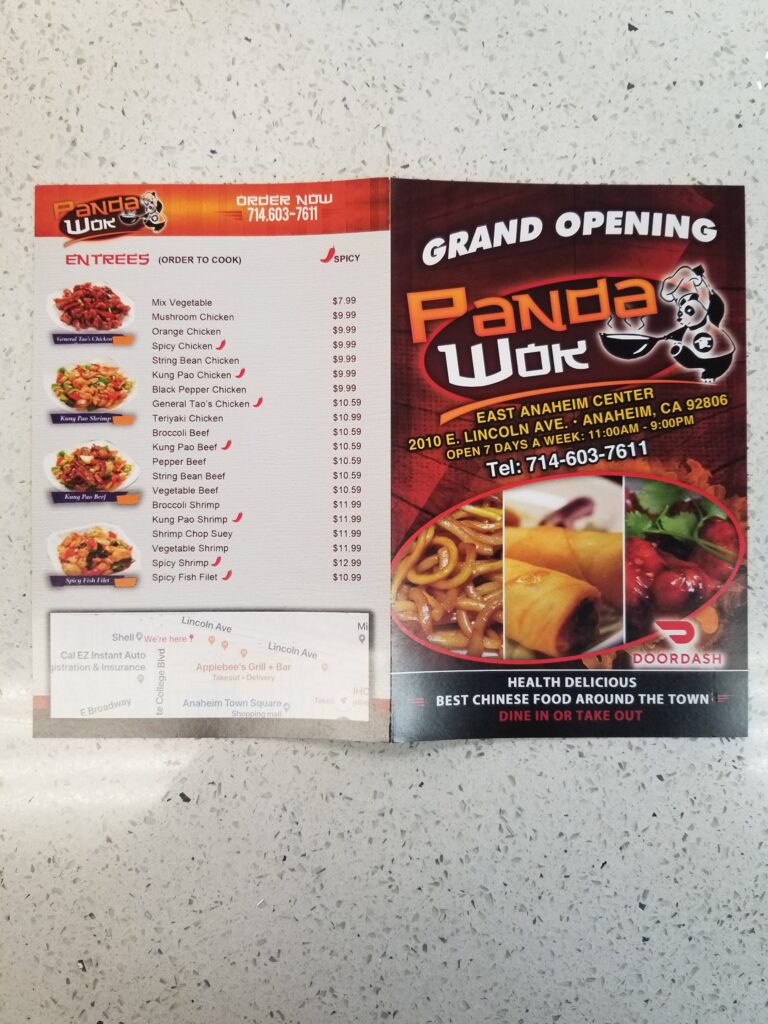 Panda
Wok
ORDER NOW
714.603-7611
ENTREES (ORDER TO COOK)
SPICY
Mix Vegetable $7.99
Mushroom Chicken $9.99
Orange Chicken $9.99
Spicy Chicken $9.99
String Bean Chicken $9.99
Kung Pao Chicken $9.99
Black Pepper Chicken $9.99
General Tao's Chicken $10.59
Teriyaki Chicken $10.99
Broccoli Beef $10.59
Kung Pao Beef $10.59
Pepper Beef $10.59
String Bean Beef $10.59
Vegetable Beef $10.59
Broccoli Shrimp $11.99
Kung Pao Shrimp $11.99
Shrimp Chop Suey $11.99
Vegetable Shrimp $11.99
Spicy Shrimp $12.99
Spicy Fish Filet $10.99
General Tao's Chicken
Kung Pao Shrimp
Kung Pao Beef
Spicy Fish Filet
Lincoln Ave
Shell
We're here
Lincoln Ave
Mi
Cal EZ Instant Auto
gistration & Insurance
te College Blvd
Applebee's Grill + Bar
Takeout • Delivery
E Broadway
Anaheim Town Square
Shopping mall
IHO
Takeo
GRAND OPENING
Panda
Wok
食
EAST ANAHEIM CENTER
2010 E. LINCOLN AVE. • ANAHEIM, CA 92806
OPEN 7 DAYS A WEEK: 11:00AM - 9:00PM
Tel: 714-603-7611
DOORDASH
HEALTH DELICIOUS
BEST CHINESE FOOD AROUND THE TOWN
DINE IN OR TAKE OUT